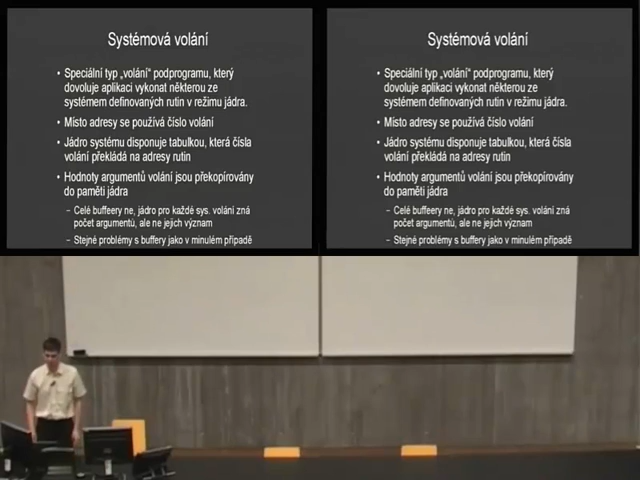 Systémová volání
• Speciální typ „volání“ podprogramu, který
dovoluje aplikaci vykonat některou ze
systémem definovaných rutin v režimu jádra.
• Místo adresy se používá číslo volání
• Jádro systému disponuje tabulkou, která čísla
volání překládá na adresy rutin
• Hodnoty argumentů volání jsou překopírovány
do paměti jádra
– Celé buffeery ne, jádro pro každé sys. volání zná
počet argumentů, ale ne jejich význam
– Stejné problémy s buffery jako v minulém případě
Systémová volání
• Speciální typ „volání“ podprogramu, který
dovoluje aplikaci vykonat některou ze
systémem definovaných rutin v režimu jádra.
• Místo adresy se používá číslo volání
• Jádro systému disponuje tabulkou, která čísla
volání překládá na adresy rutin
• Hodnoty argumentů volání jsou překopírovány
do paměti jádra
– Celé buffeery ne, jádro pro každé sys. volání zná
počet argumentů, ale ne jejich význam
– Stejné problémy s buffery jako v minulém případě